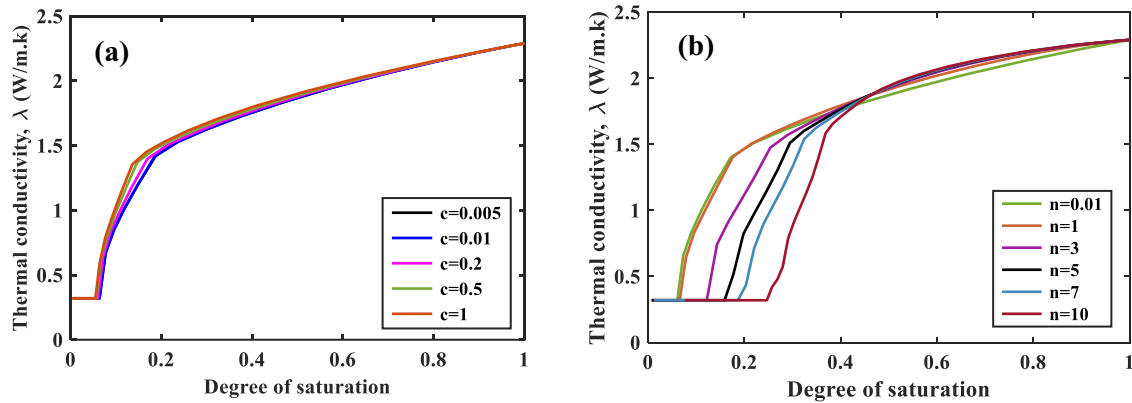 (a)
Thermal conductivity, λ (W/m.k)
2.5
2
1.5
1
0.5
0
0 0.2 0.4 0.6 0.8 1
Degree of saturation
c=0.005
c=0.01
c=0.2
c=0.5
c=1
(b)
Thermal conductivity, λ (W/m.k)
2.5
2
1.5
1
0.5
0
0 0.2 0.4 0.6 0.8 1
Degree of saturation
n=0.01
n=1
n=3
n=5
n=7
n=10